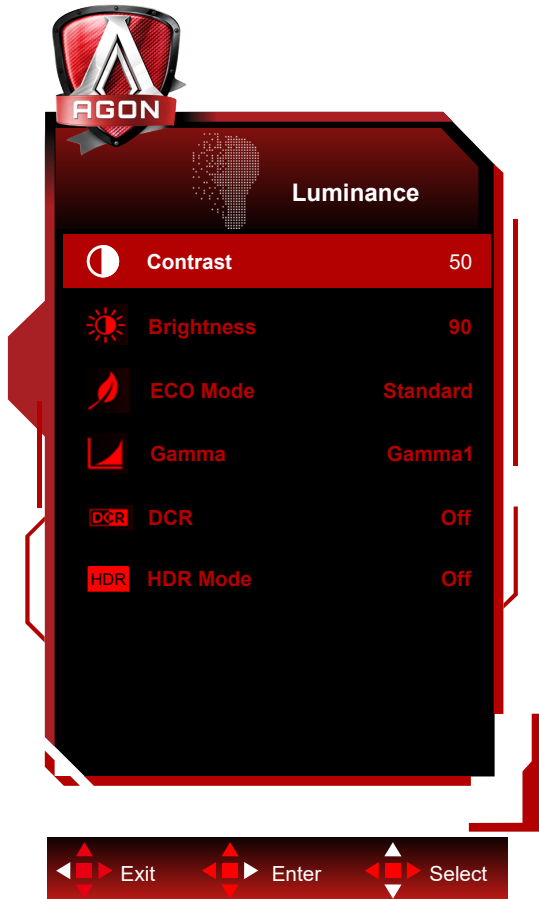 AGON
Luminance
Contrast 50
Brightness 90
ECO Mode Standard
Gamma Gamma1
DCR DCR Off
HDR HDR Mode Off
Exit Enter Select